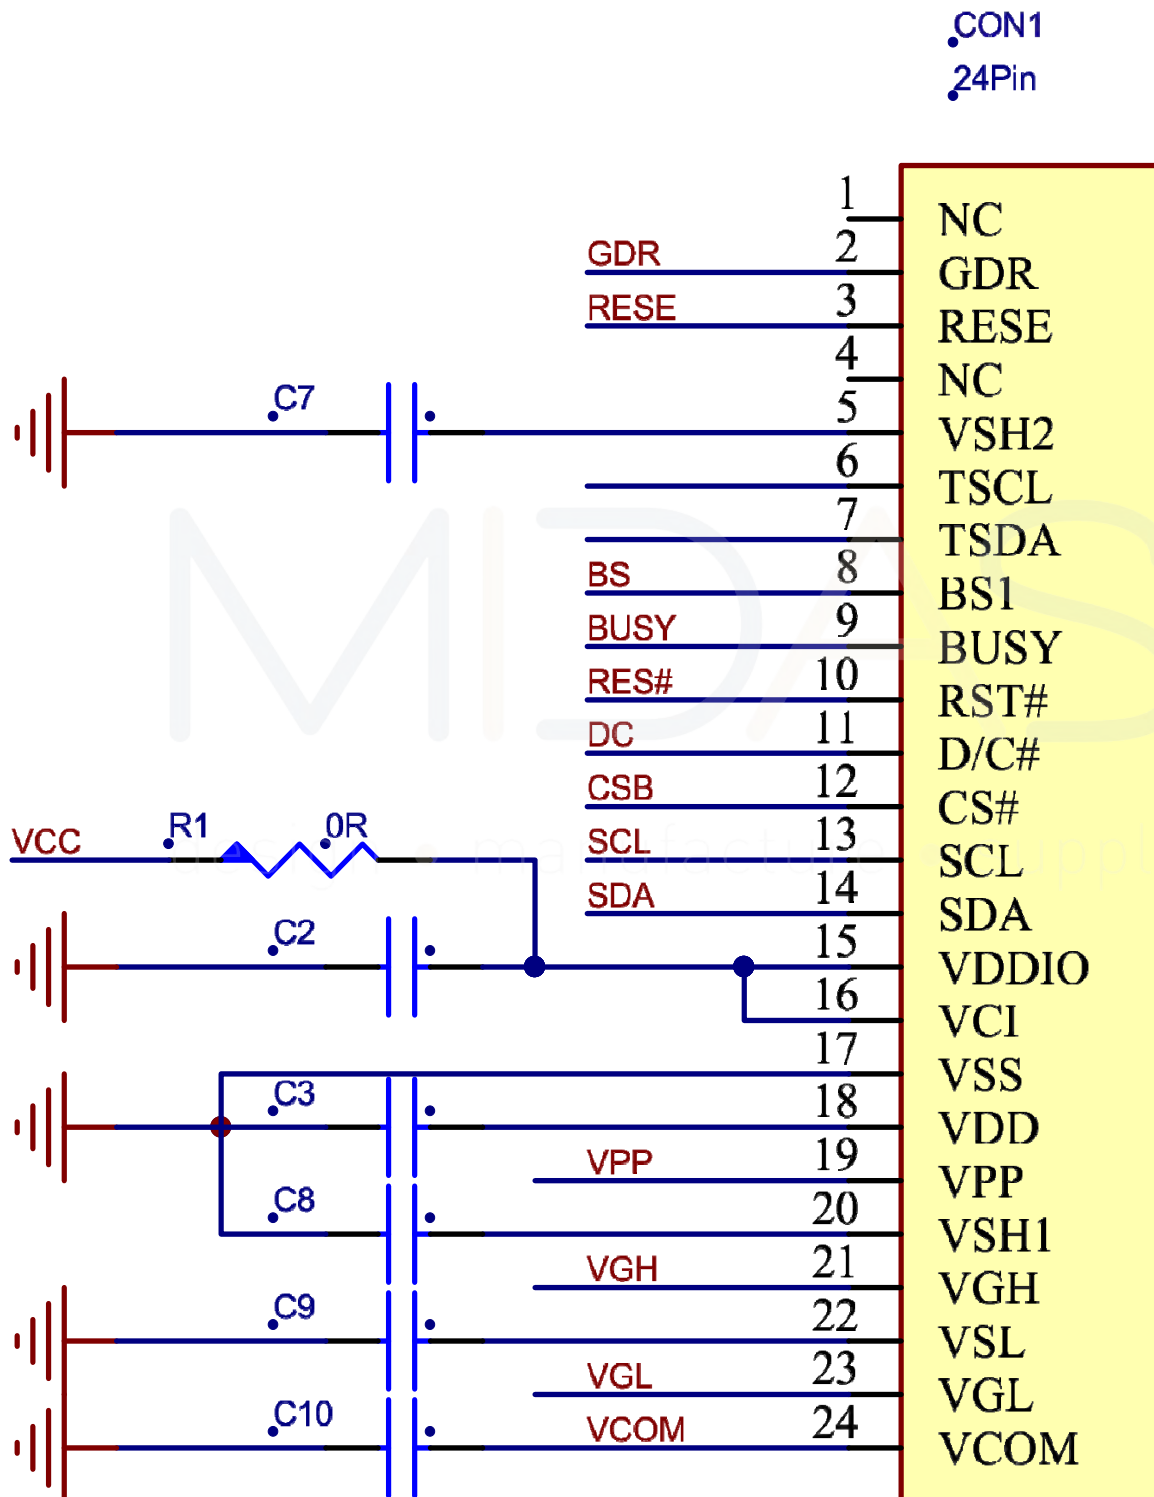 CON1
24Pin
1 NC
GDR 2 GDR
RESE 3 RESE
4 NC
C7 5 VSH2
6 TSCL
7 TSDA
BS 8 BS1
BUSY 9 BUSY
RES# 10 RST#
DC 11 D/C#
CSB 12 CS#
VCC R1 0R SCL 13 SCL
SDA 14 SDA
C2 15 VDDIO
16 VCI
17 VSS
C3 18 VDD
VPP 19 VPP
C8 20 VSH1
VGH 21 VGH
C9 22 VSL
VGL 23 VGL
C10 VCOM 24 VCOM
MIDAS
manufacture